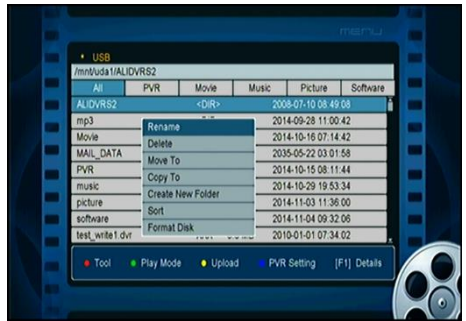 menu
USB
/mnt/uda1/ALIDVRS2
All PVR Movie Music Picture Software
ALIDVRS2 <DIR> 2008-07-10 08.49.08
mp3 2014-09-28 11:00:42
Movie 2014-10-16 07:14:42
MAIL_DATA 2035-05-22 03:01:58
PVR 2014-10-15 08.11:44
music 2014-10-29 19.53.34
picture 2014-11-03 11:36:00
software 2014-11-04 09.32.06
test_write1.dvr 2010-01-01 07:34.02
Rename
Delete
Move To
Copy To
Create New Folder
Sort
Format Disk
Tool Play Mode Upload PVR Setting [F1] Details